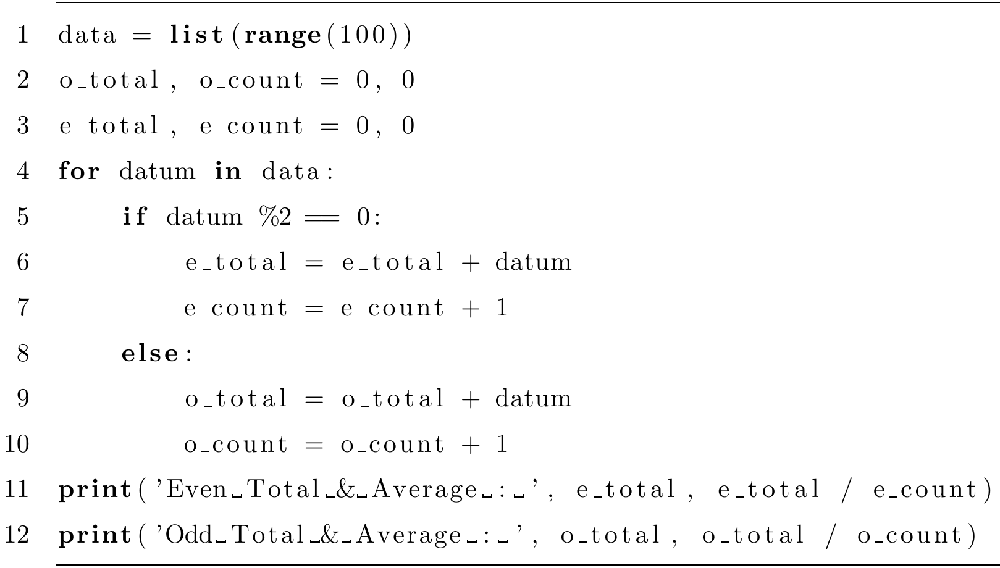 1 data = list(range(100))
2 o_total, o_count = 0, 0
3 e_total, e_count = 0, 0
4 for datum in data:
5     if datum %2 == 0:
6         e_total = e_total + datum
7         e_count = e_count + 1
8     else:
9         o_total = o_total + datum
10         o_count = o_count + 1
11 print('Even␣Total␣&␣Average␣:␣', e_total, e_total / e_count)
12 print('Odd␣Total␣&␣Average␣:␣', o_total, o_total / o_count)